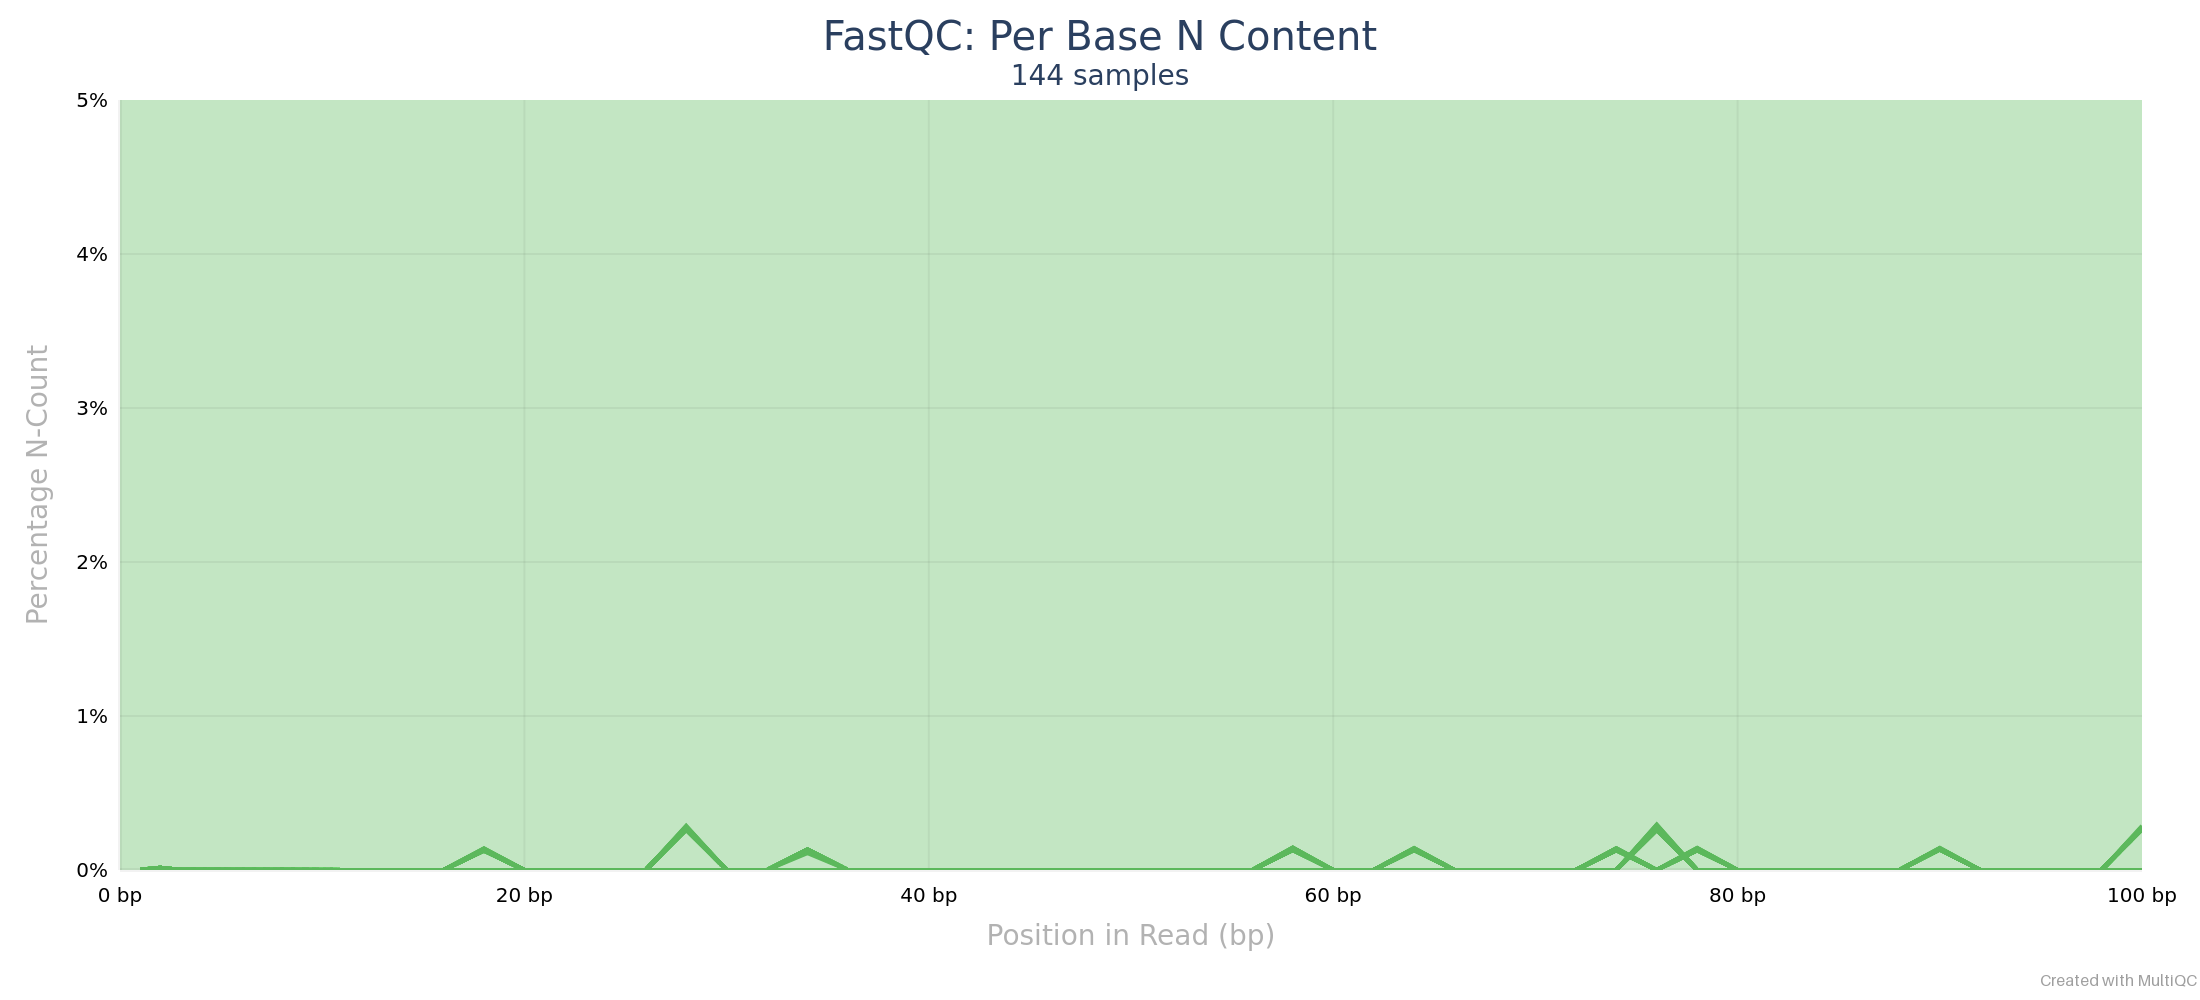 FastQC: Per Base N Content
144 samples
5%
4%
3%
2%
1%
0%
Percentage N-Count
0 bp
20 bp
40 bp
60 bp
80 bp
100 bp
Position in Read (bp)
Created with MultiQC